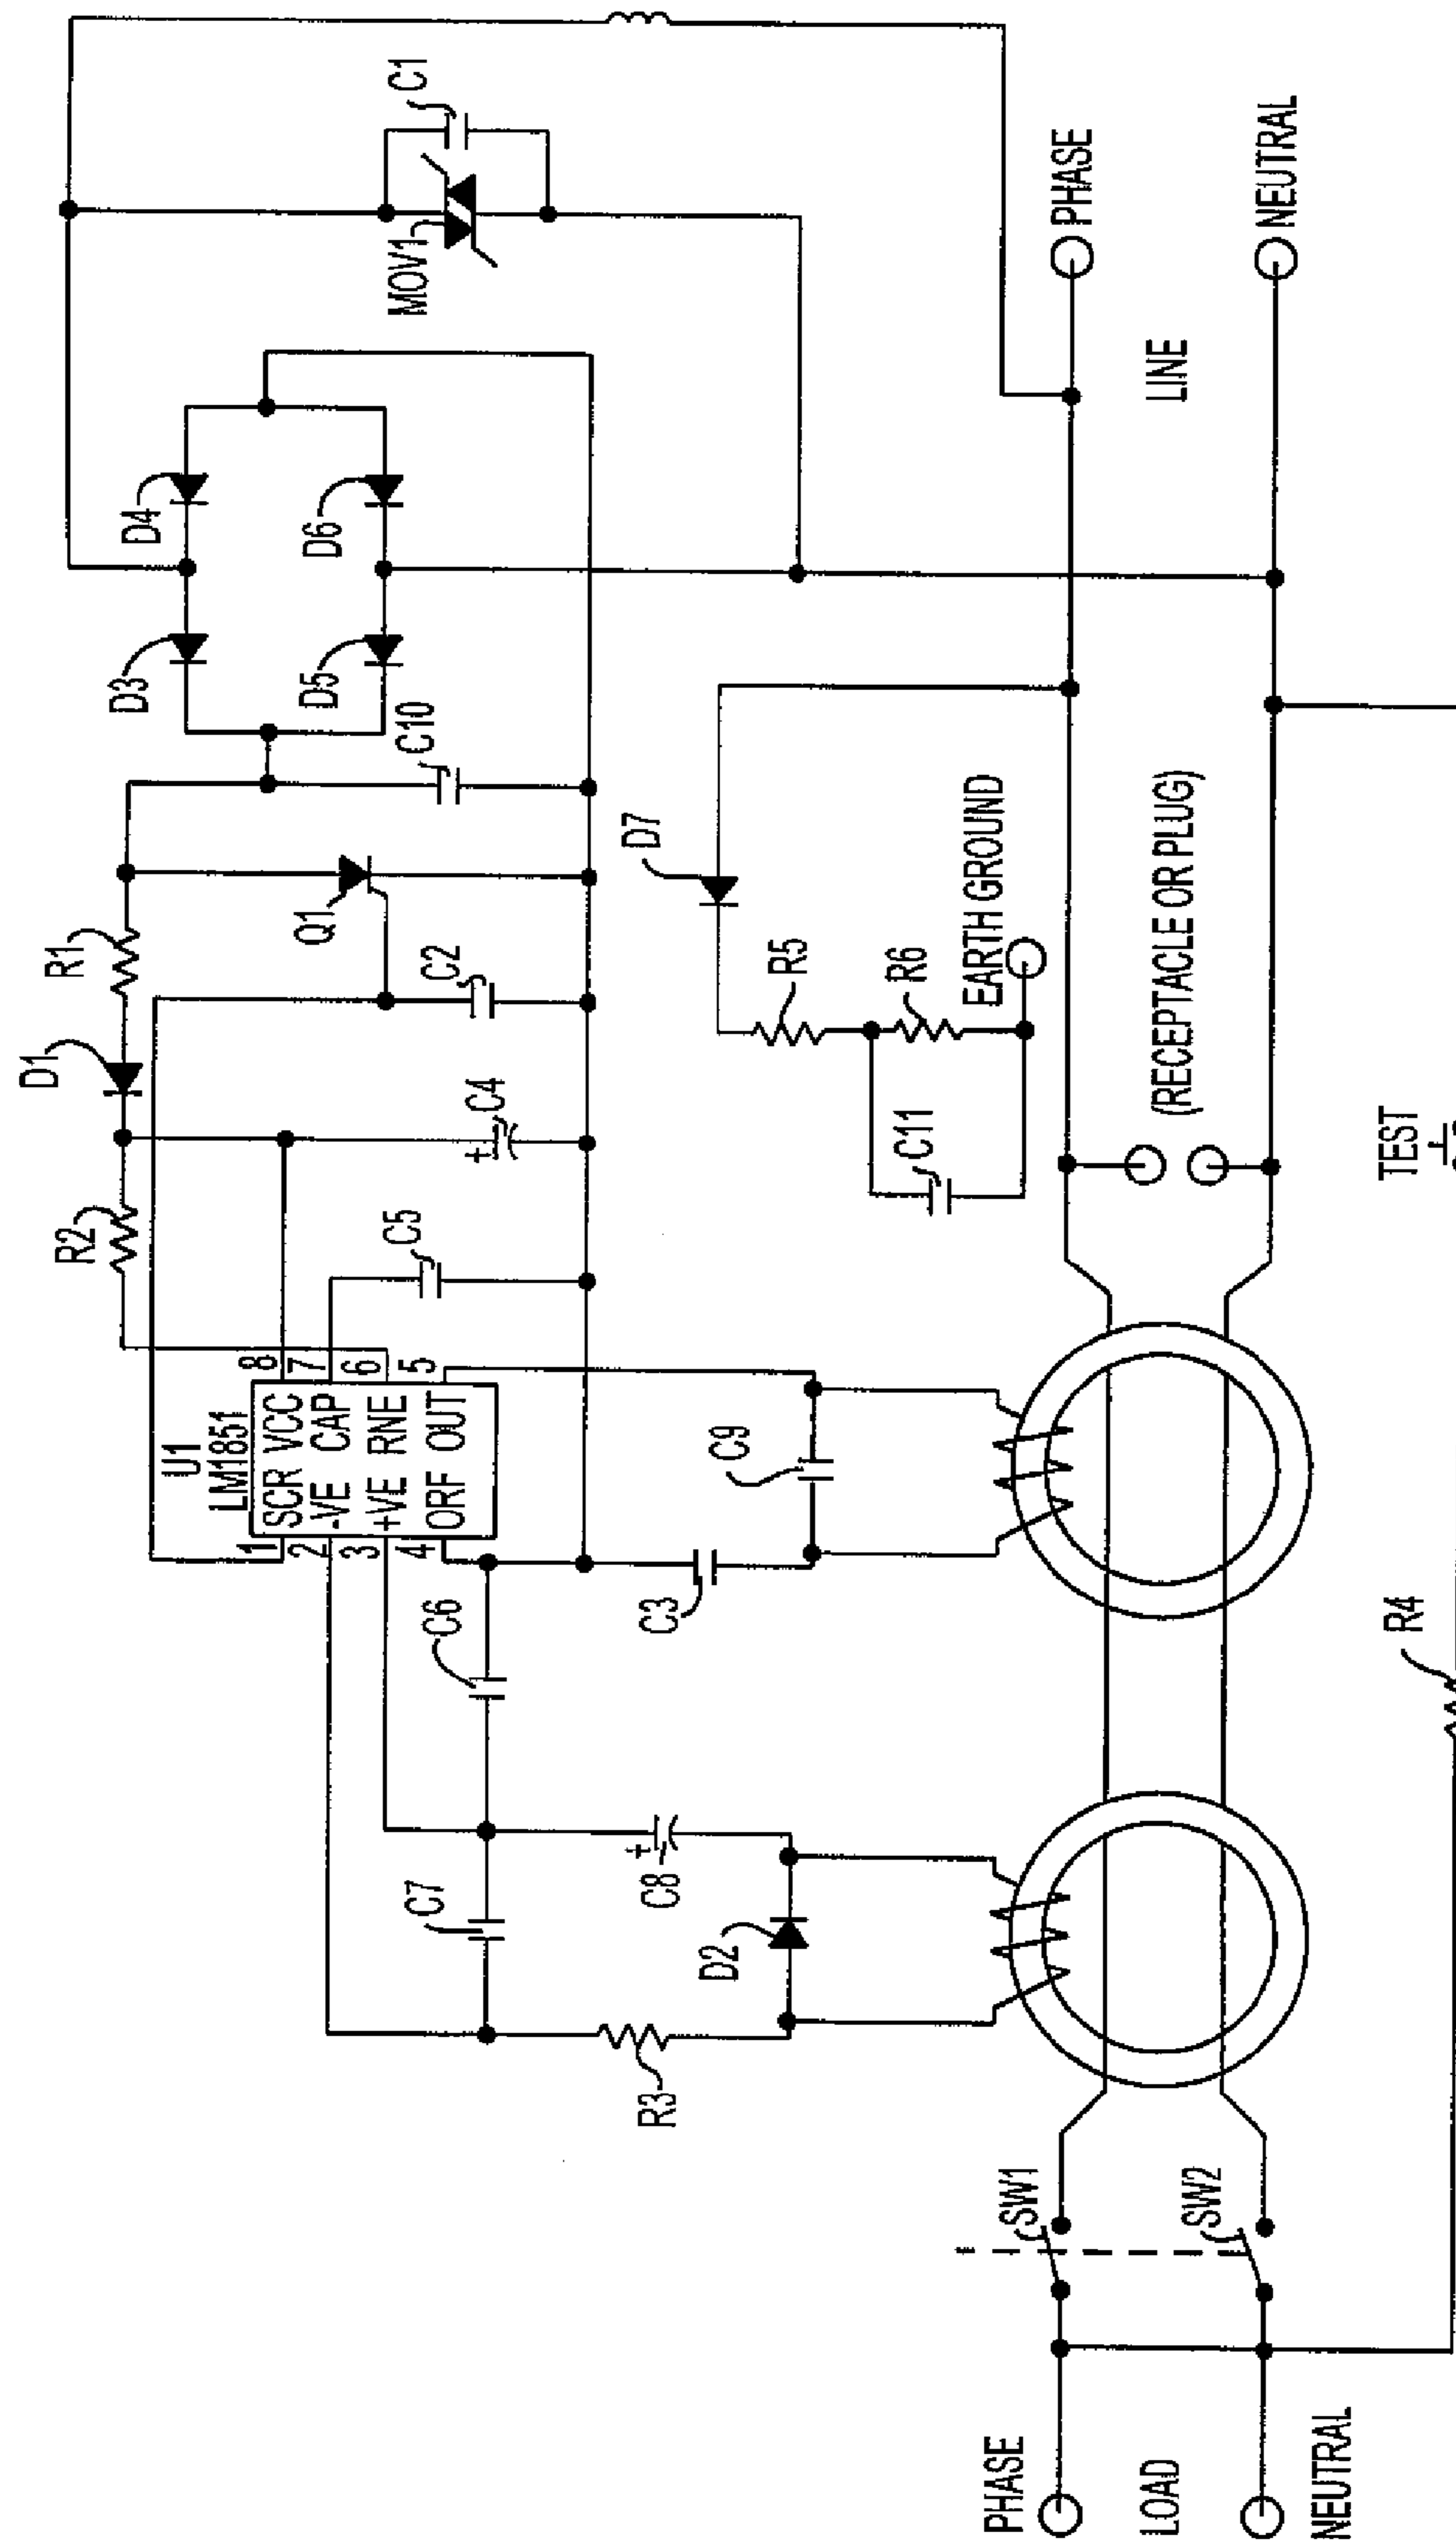 C1
MOV1
PHASE
NEUTRAL
LINE
D4
D6
D3
D5
C10
R1
Q1
C2
D1
C4
R2
C5
D7
R5
R6
EARTH GROUND
C11
(RECEPTACLE OR PLUG)
TEST
U1
LM1851
1 SCR VCC 8
2 -VE CAP 7
3 +VE RNE 6
4 ORF OUT 5
C9
C6
C3
R4
C7
+
C8
D2
R3
+
SW1
SW2
PHASE
LOAD
NEUTRAL